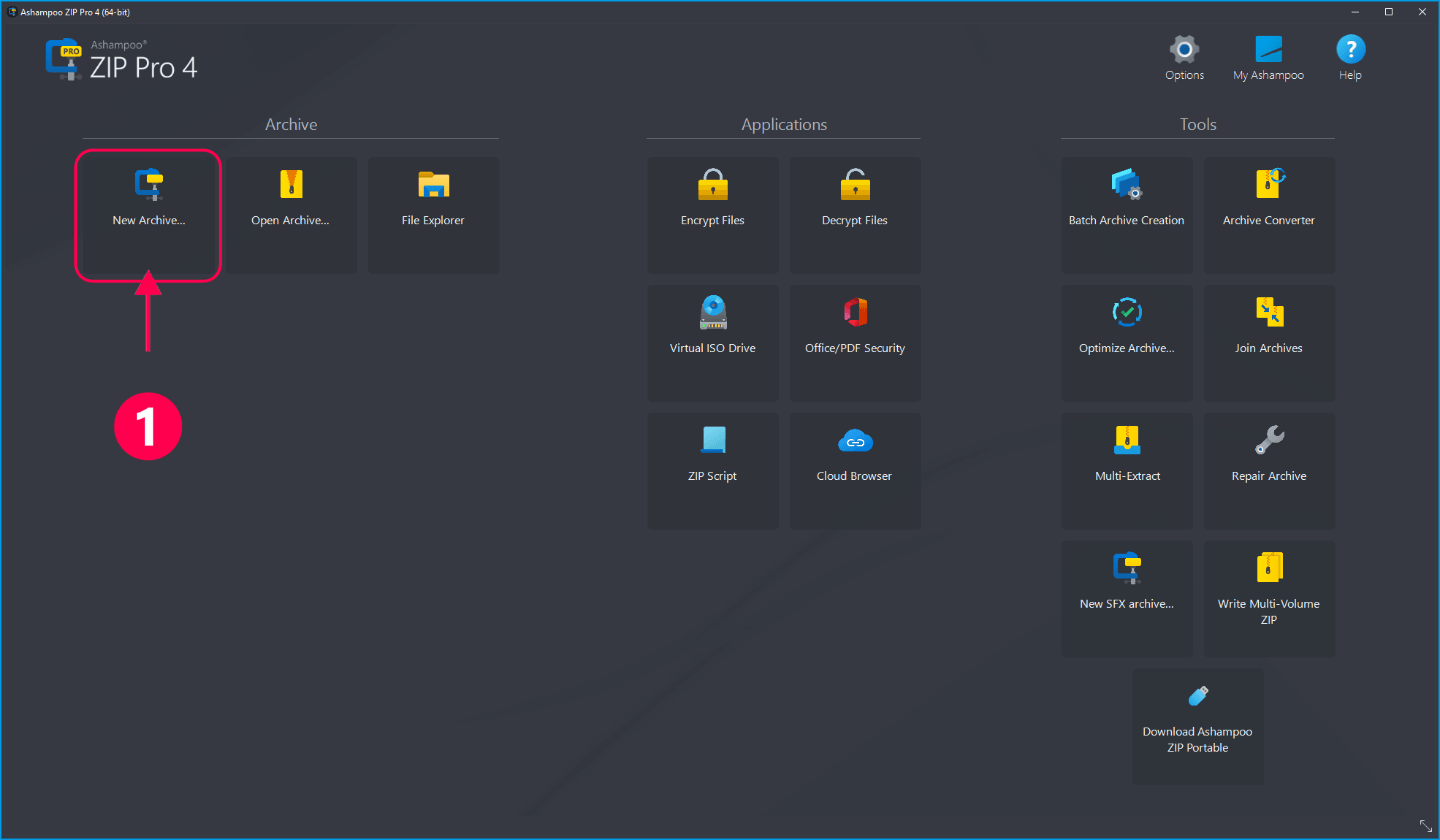 Ashampoo ZIP Pro 4 (64-bit)
Ashampoo®
ZIP Pro 4
PRO
Options
My Ashampoo
?
Help
Archive
Applications
Tools
New Archive...
Open Archive...
File Explorer
Encrypt Files
Decrypt Files
Batch Archive Creation
Archive Converter
Virtual ISO Drive
Office/PDF Security
Optimize Archive...
Join Archives
1
ZIP Script
Cloud Browser
Multi-Extract
Repair Archive
New SFX archive...
Write Multi-Volume
ZIP
Download Ashampoo
ZIP Portable